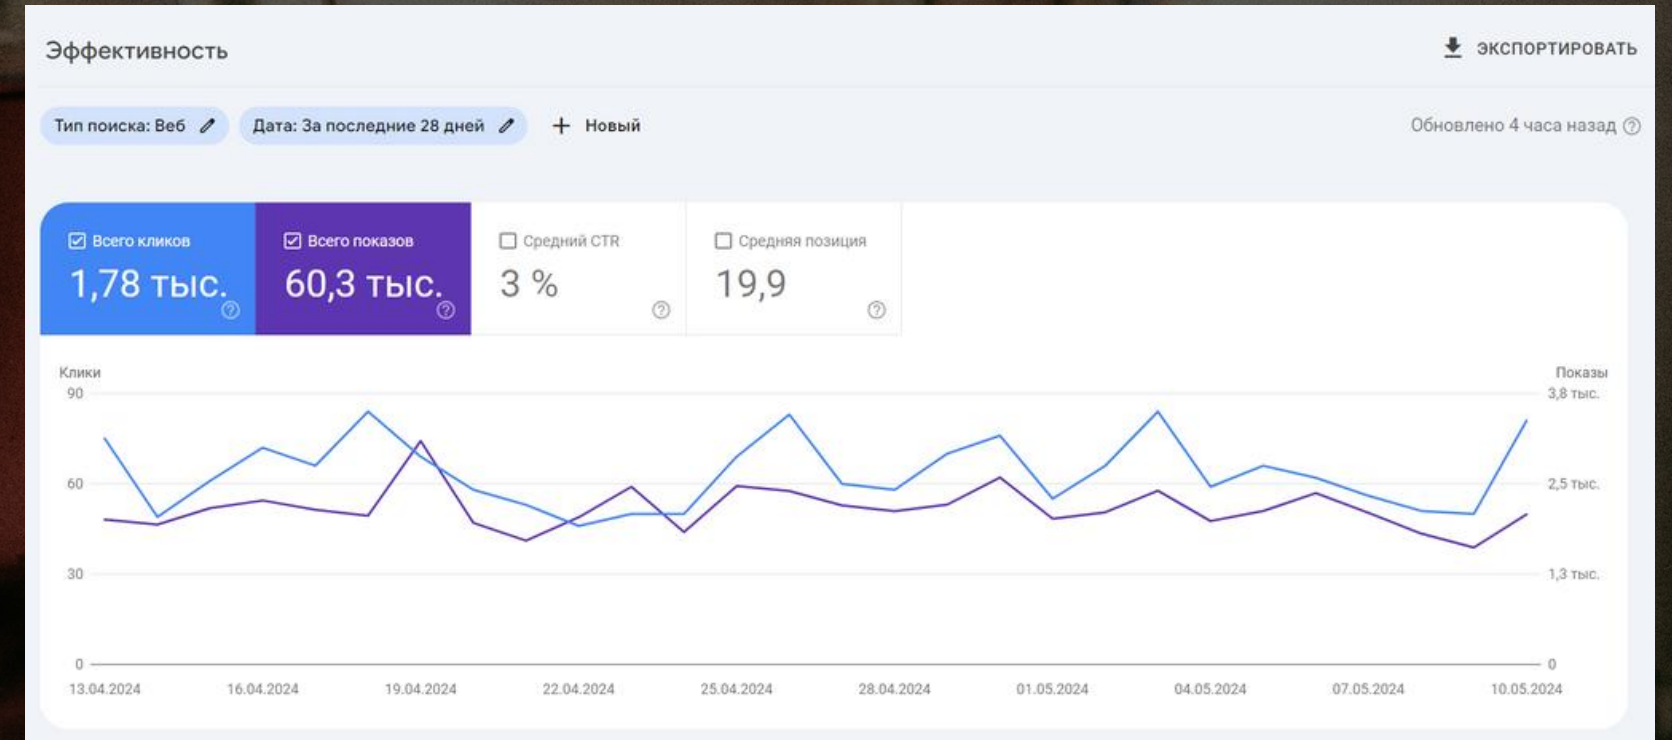 Эффективность
ЭКСПОРТИРОВАТЬ
Тип поиска: Веб
Дата: За последние 28 дней
+ Новый
Обновлено 4 часа назад
Всего кликов
1,78 тыс.
Всего показов
60,3 тыс.
Средний CTR
3 %
Средняя позиция
19,9
Клики
90
60
30
0
Показы
3,8 тыс.
2,5 тыс.
1,3 тыс.
0
13.04.2024 16.04.2024 19.04.2024 22.04.2024 25.04.2024 28.04.2024 01.05.2024 04.05.2024 07.05.2024 10.05.2024